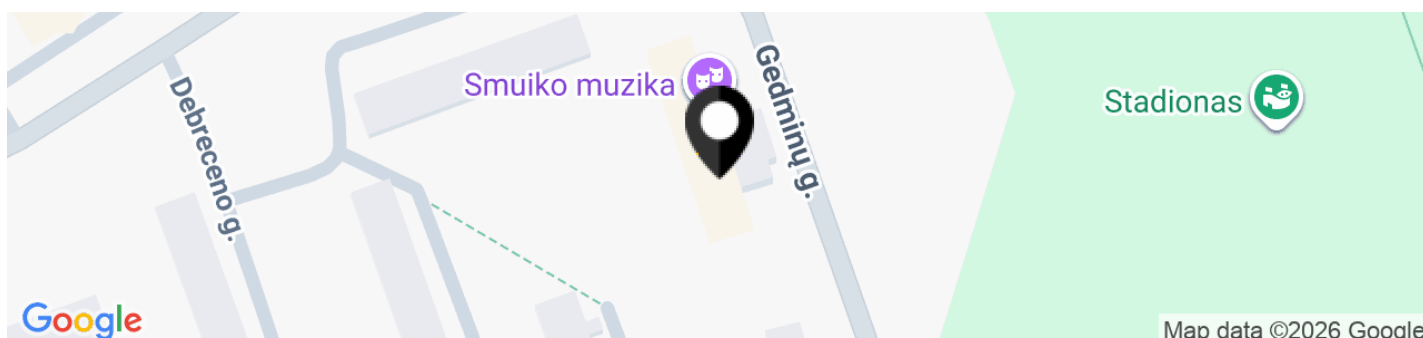 Gedminų g.
Smuiko muzika
Stadionas
Debreceno g.
Google
Map data ©2026 Google